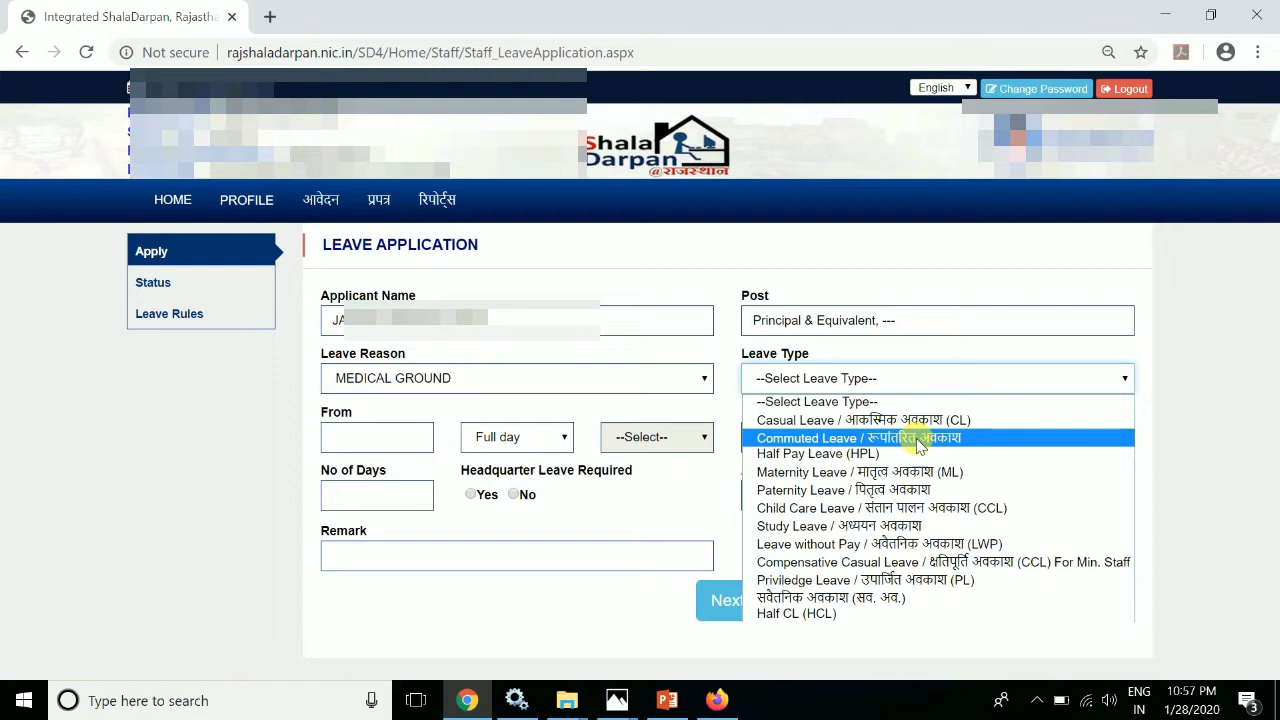 Integrated ShalaDarpan, Rajastha
Not secure rajshaladarpan.nic.in/SD4/Home/Staff/Staff_LeaveApplication.aspx
English Change Password Logout
Shala
Darpan
@राजस्थान
HOME PROFILE आवेदन प्रपत्र रिपोर्ट्स
Apply
Status
Leave Rules
LEAVE APPLICATION
Applicant Name Post
JA Principal & Equivalent, ---
Leave Reason Leave Type
MEDICAL GROUND --Select Leave Type--
--Select Leave Type--
Casual Leave / आकस्मिक अवकाश (CL)
Commuted Leave / रूपांतरित अवकाश
Half Pay Leave (HPL)
Maternity Leave / मातृत्व अवकाश (ML)
Paternity Leave / पितृत्व अवकाश
Child Care Leave / संतान पालन अवकाश (CCL)
Study Leave / अध्ययन अवकाश
Leave without Pay / अवैतनिक अवकाश (LWP)
Compensative Casual Leave / क्षतिपूर्ति अवकाश (CCL) For Min. Staff
Priviledge Leave / उपार्जित अवकाश (PL)
सवैतनिक अवकाश (सव. अव.)
Half CL (HCL)
From
Full day --Select--
No of Days Headquarter Leave Required
Yes No
Remark
Next
Type here to search
ENG 10:57 PM
IN 1/28/2020
3